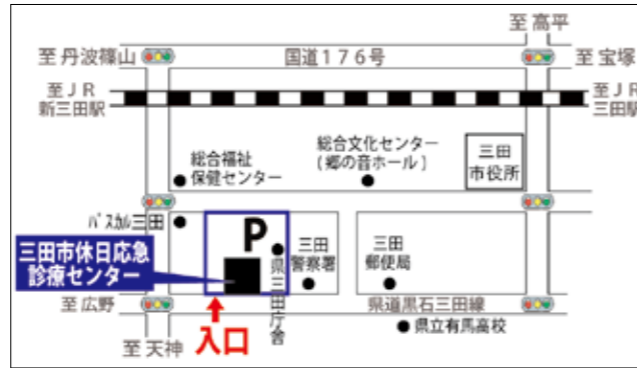 至 高平
至 丹波篠山
国道176号
至 宝塚
至ＪＲ
新三田駅
至ＪＲ
三田駅
総合福祉
保健センター
総合文化センター
(郷の音ホール)
三田
市役所
パスカル三田
P
三田市休日応急
診療センター
県三田庁舎
三田
警察署
三田
郵便局
至 広野
入口
県道黒石三田線
県立有馬高校
至 天神